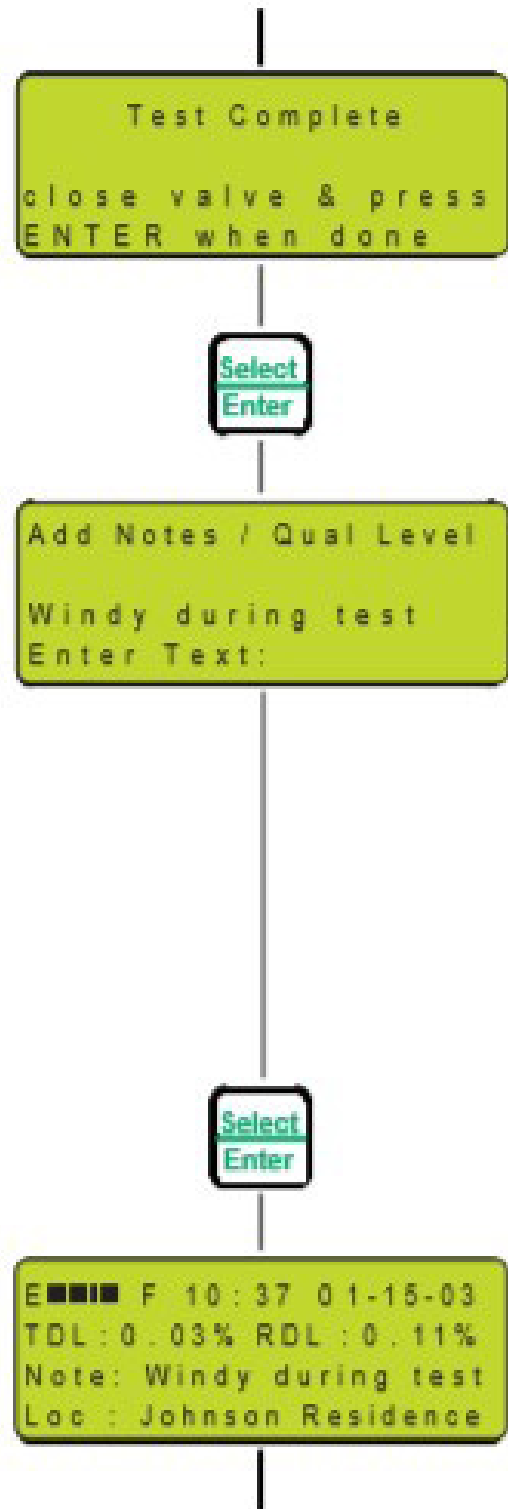 Test Complete
close valve & press
ENTER when done
Select
Enter
Add Notes / Qual Level
Windy during test
Enter Text:
Select
Enter
E F 10:37 01-15-03
TDL:0.03% RDL:0.11%
Note: Windy during test
Loc : Johnson Residence